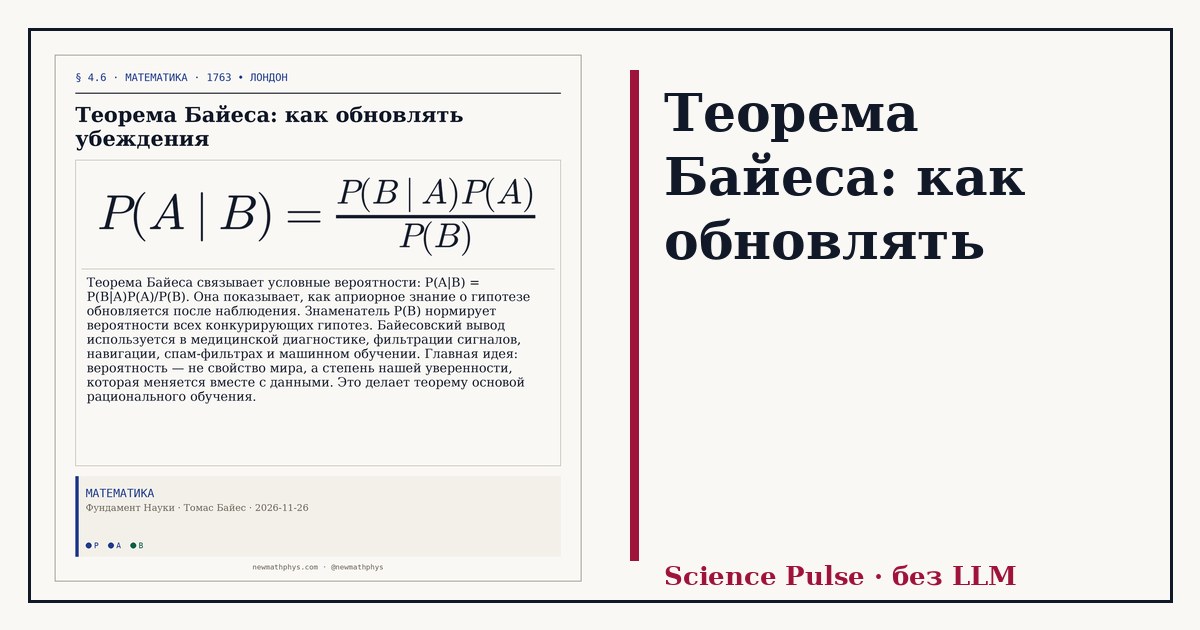 § 4.6 · МАТЕМАТИКА · 1763 • ЛОНДОН
Теорема Байеса: как обновлять
убеждения
P(A | B) = P(B | A)P(A) / P(B)
Теорема Байеса связывает условные вероятности: P(A|B) =
P(B|A)P(A)/P(B). Она показывает, как априорное знание о гипотезе
обновляется после наблюдения. Знаменатель P(B) нормирует
вероятности всех конкурирующих гипотез. Байесовский вывод
используется в медицинской диагностике, фильтрации сигналов,
навигации, спам-фильтрах и машинном обучении. Главная идея:
вероятность — не свойство мира, а степень нашей уверенности,
которая меняется вместе с данными. Это делает теорему основой
рационального обучения.
МАТЕМАТИКА
Фундамент Науки · Томас Байес · 2026-11-26
P A B
newmathphys.com · @newmathphys
Теорема
Байеса: как
обновлять
Science Pulse · без LLM